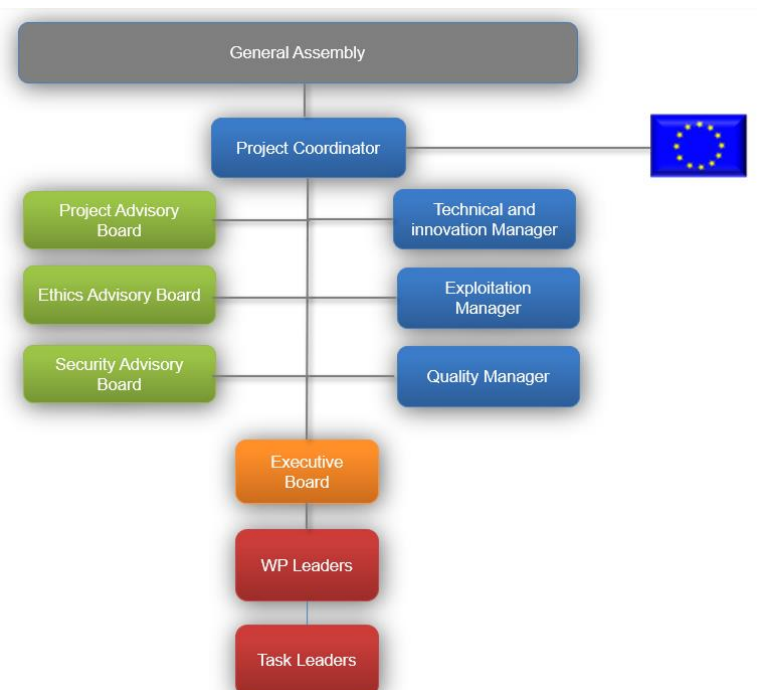 General Assembly
Project Coordinator
Project Advisory
Board
Technical and
innovation Manager
Ethics Advisory Board
Exploitation
Manager
Security Advisory
Board
Quality Manager
Executive
Board
WP Leaders
Task Leaders